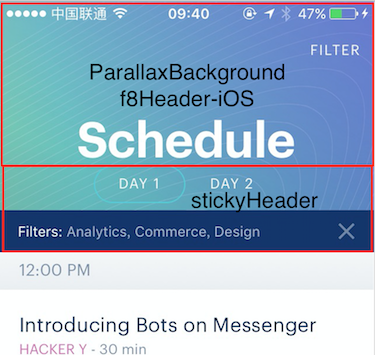 中国联通 09:40 47%
FILTER
ParallaxBackground
f8Header-iOS
Schedule
DAY 1 DAY 2
stickyHeader
Filters: Analytics, Commerce, Design
12:00 PM
Introducing Bots on Messenger
HACKER Y - 30 min